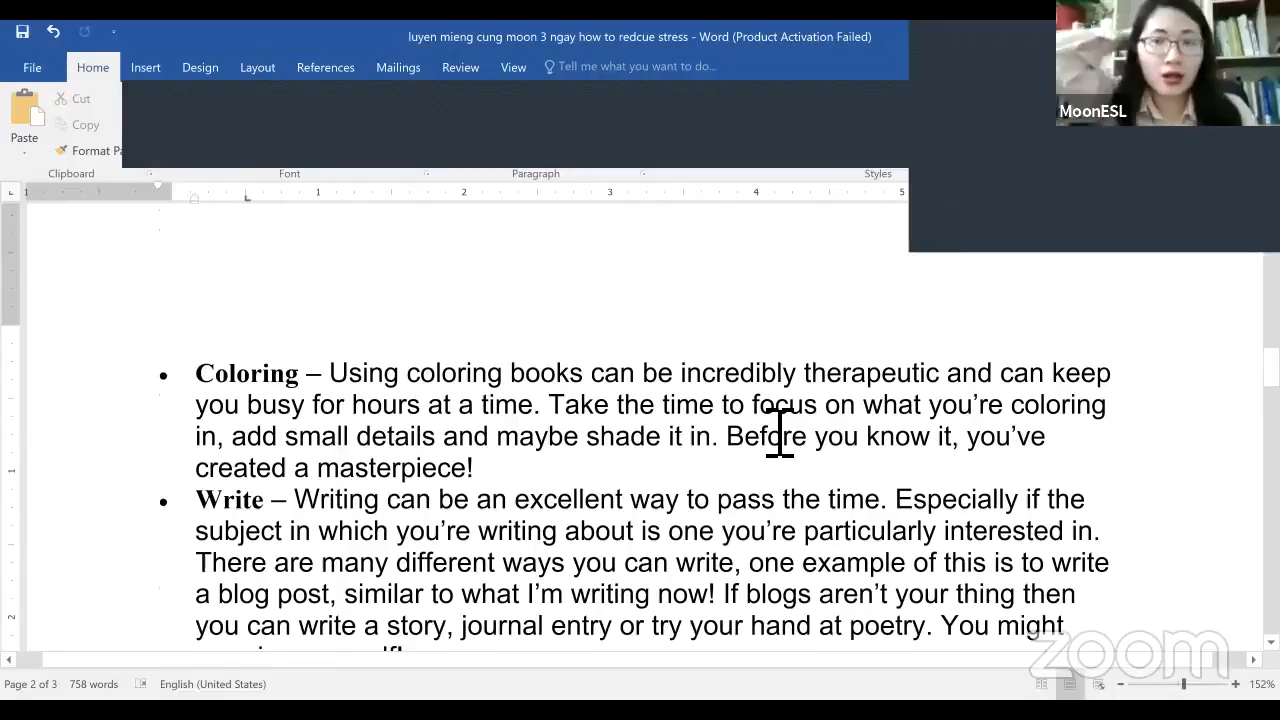 luyen mieng cung moon 3 ngay how to redcue stress - Word (Product Activation Failed)
File Home Insert Design Layout References Mailings Review View Tell me what you want to do...
Cut
Copy
Paste
Format Pa
Clipboard Font Paragraph Styles
MoonESL
1 1 2 3 4 5
Coloring – Using coloring books can be incredibly therapeutic and can keep
you busy for hours at a time. Take the time to focus on what you’re coloring
in, add small details and maybe shade it in. Before you know it, you’ve
created a masterpiece!
1
Write – Writing can be an excellent way to pass the time. Especially if the
subject in which you’re writing about is one you’re particularly interested in.
There are many different ways you can write, one example of this is to write
a blog post, similar to what I’m writing now! If blogs aren’t your thing then
2
you can write a story, journal entry or try your hand at poetry. You might
zoom
Page 2 of 3 758 words English (United States) 152%